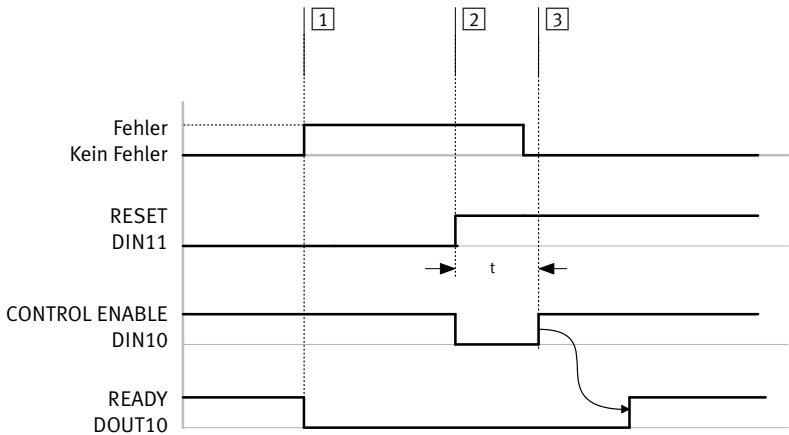 1
2
3
Fehler
Kein Fehler
RESET
DIN11
t
CONTROL ENABLE
DIN10
READY
DOUT10